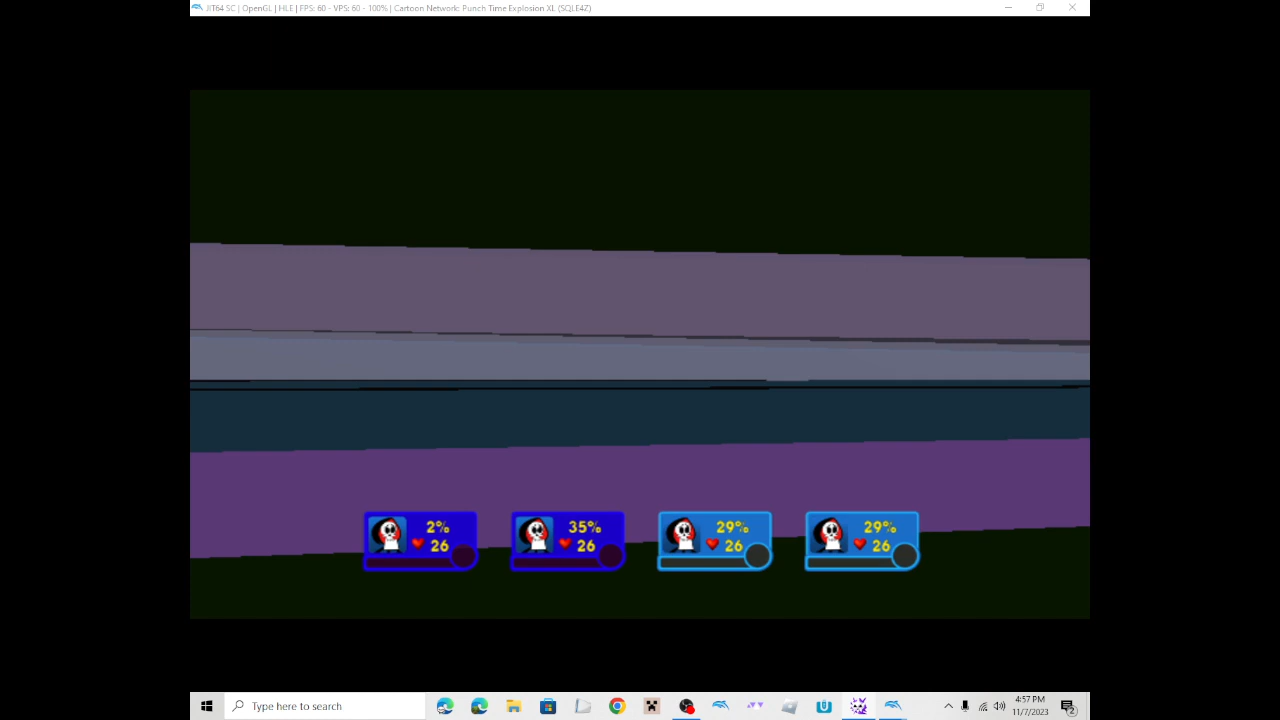 JIT64 SC | OpenGL | HLE | FPS: 60 - VPS: 60 - 100% | Cartoon Network: Punch Time Explosion XL (SQLE4Z)
2% 35% 29% 29%
26 26 26 26
Type here to search
4:57 PM
11/7/2023
2